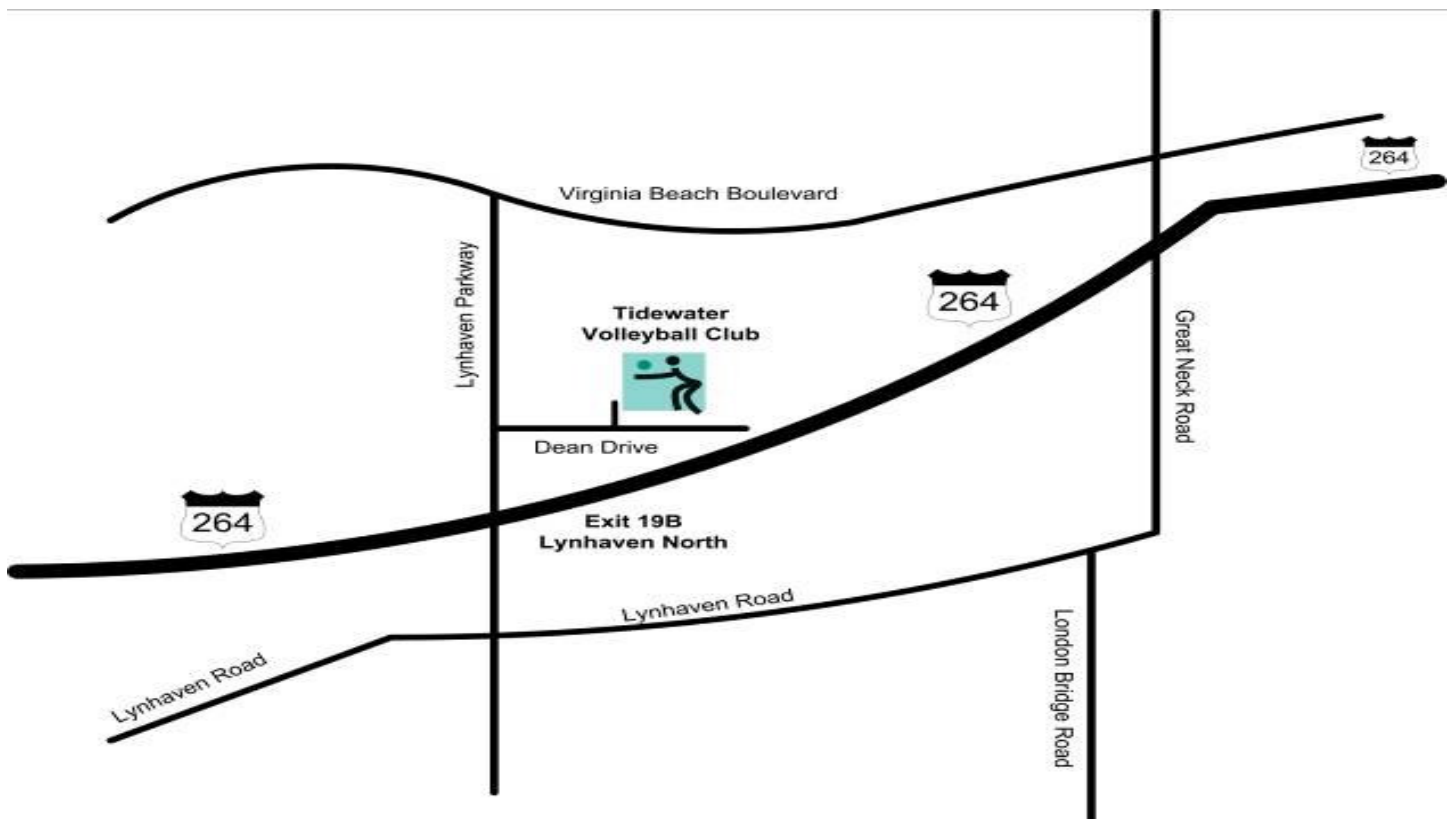 264
Virginia Beach Boulevard
Lynhaven Parkway
264
Tidewater
Volleyball Club
Great Neck Road
Dean Drive
264
Exit 19B
Lynhaven North
Lynhaven Road
Lynhaven Road
London Bridge Road